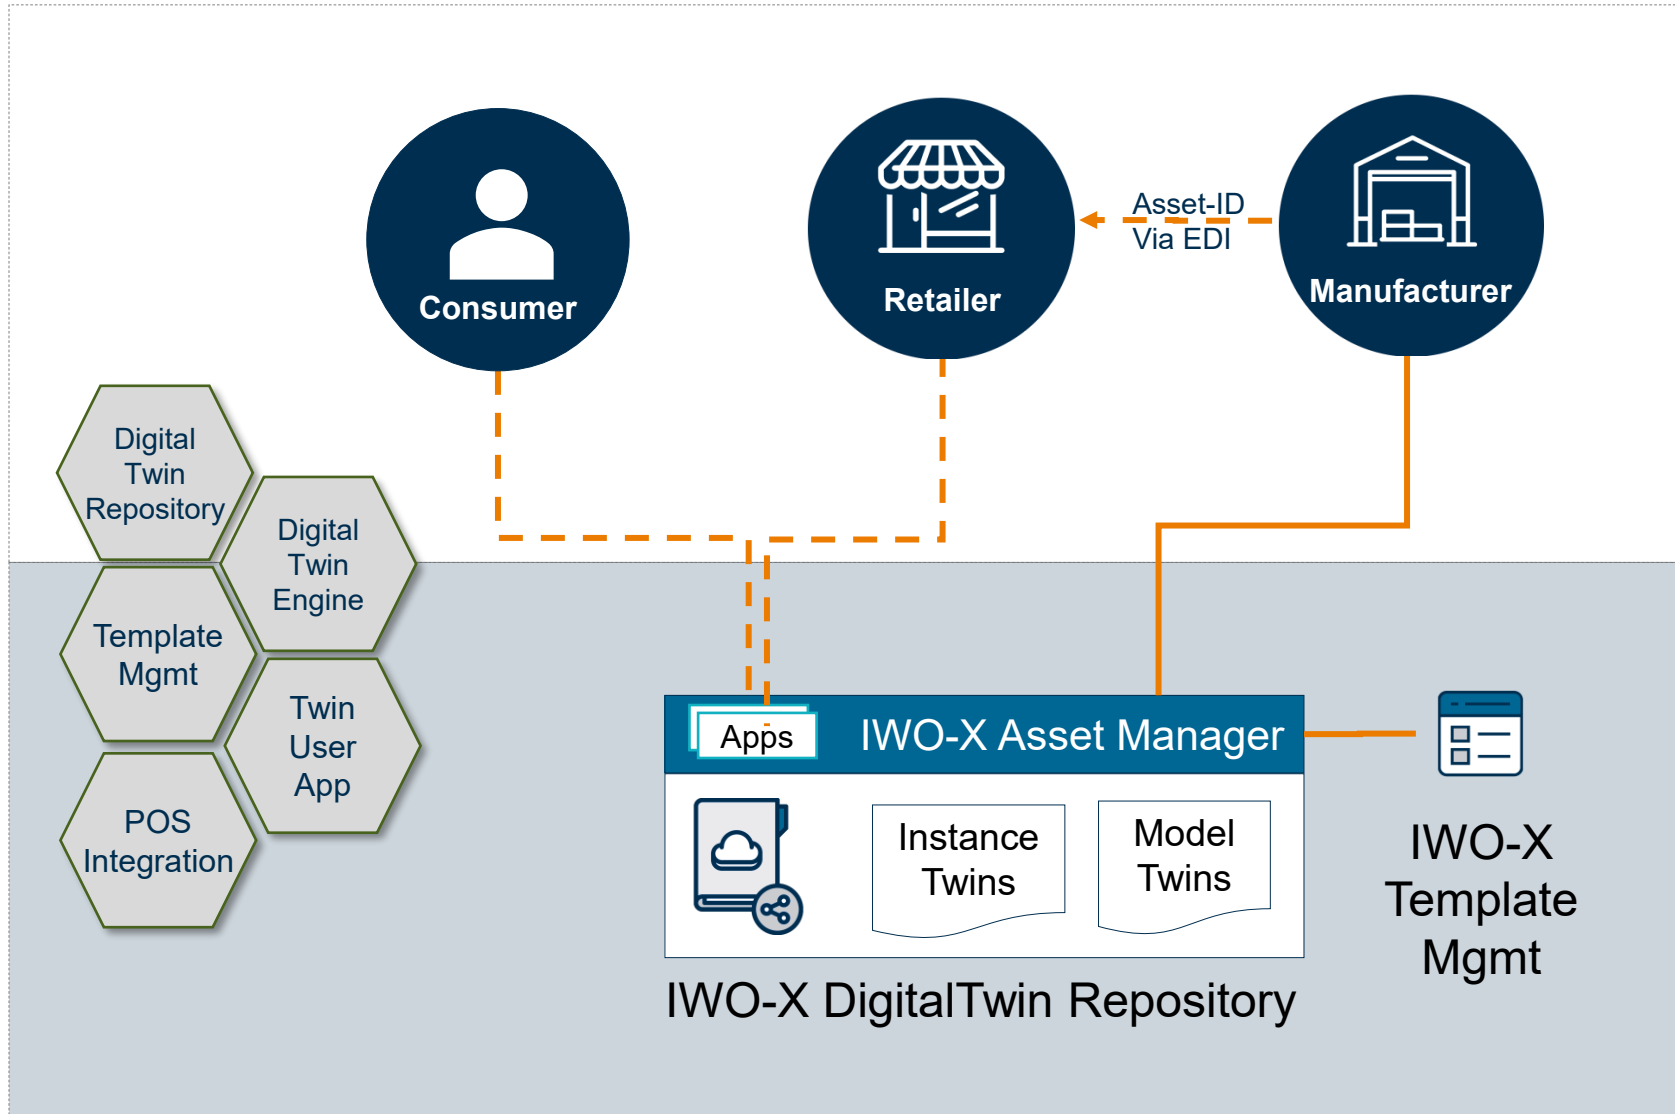 Consumer
Retailer
Asset-ID
Via EDI
Manufacturer
Digital
Twin
Repository
Digital
Twin
Engine
Template
Mgmt
Twin
User
App
POS
Integration
Apps
IWO-X Asset Manager
Instance
Twins
Model
Twins
IWO-X DigitalTwin Repository
IWO-X
Template
Mgmt